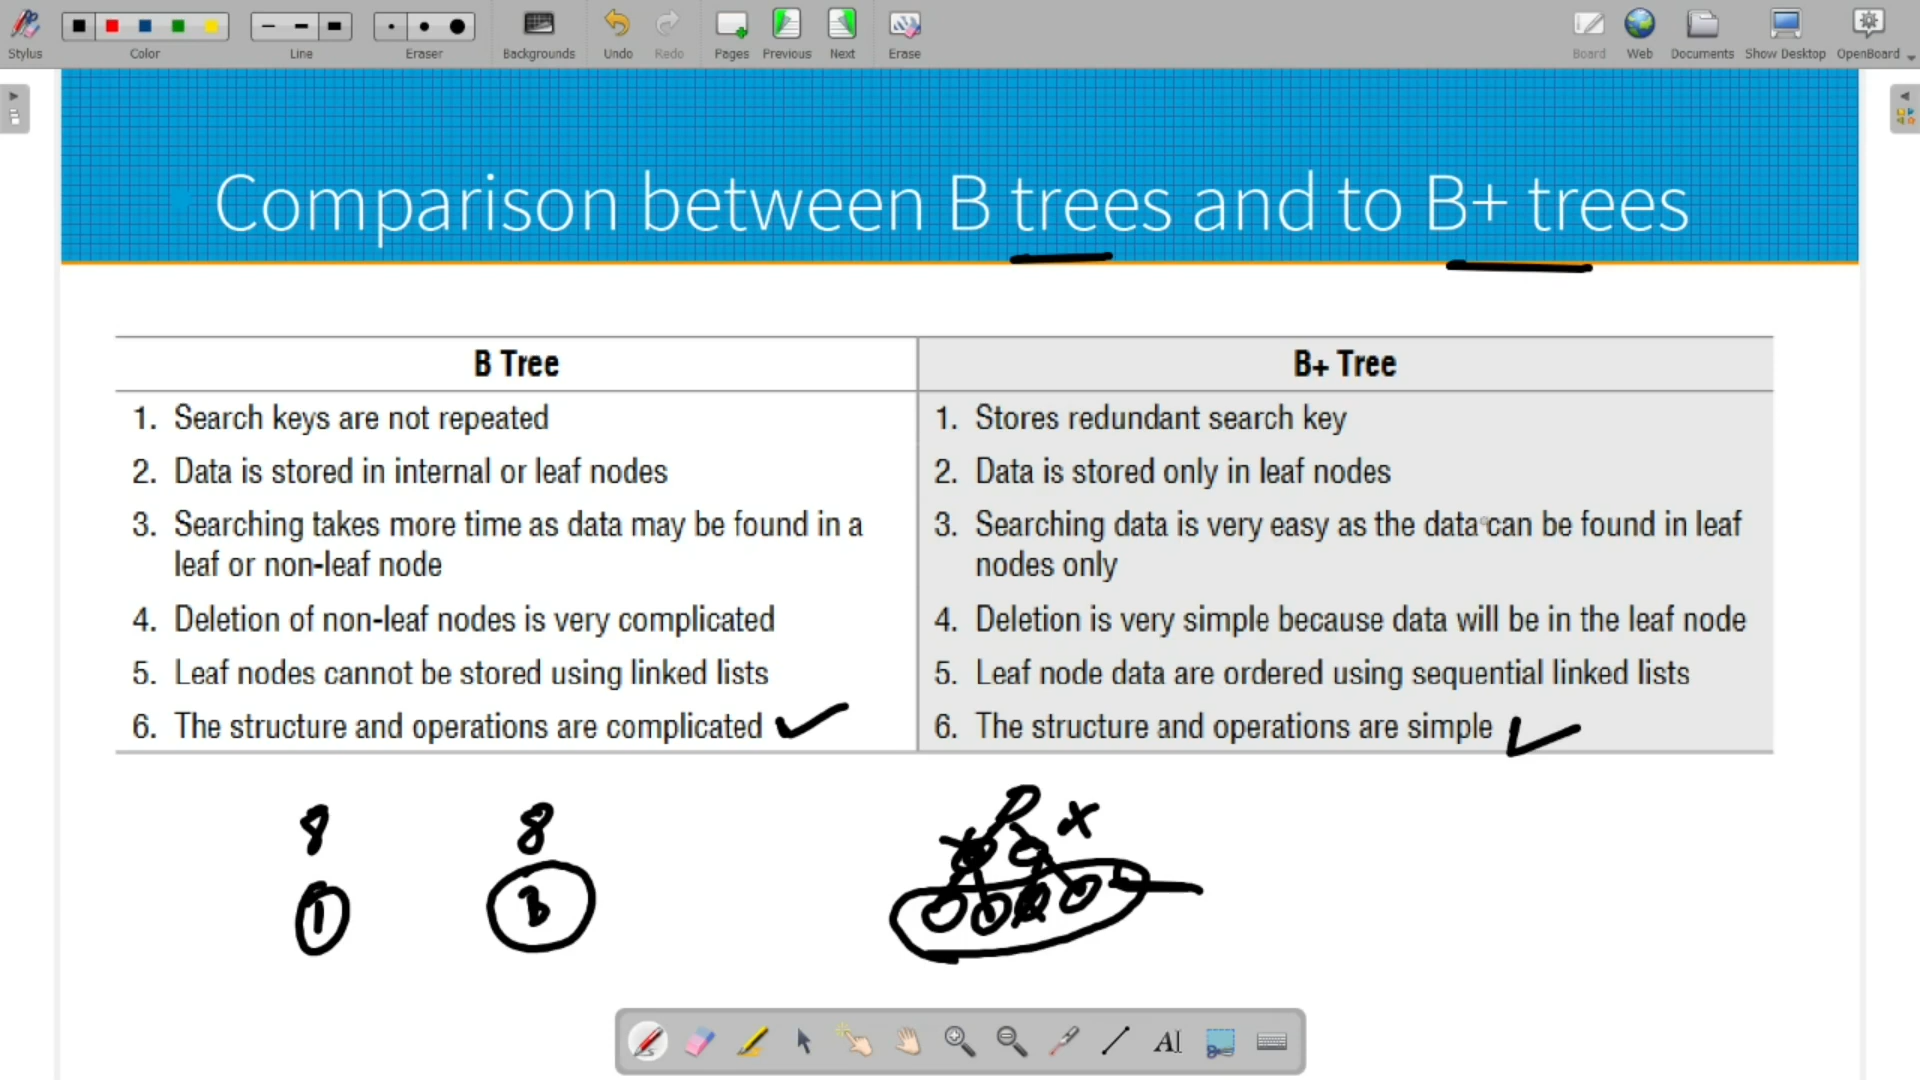 Stylus Color Line Eraser Backgrounds Undo Redo Pages Previous Next Erase Board Web Documents Show Desktop OpenBoard
Comparison between B trees and to B+ trees
B Tree
1. Search keys are not repeated
2. Data is stored in internal or leaf nodes
3. Searching takes more time as data may be found in a
leaf or non-leaf node
4. Deletion of non-leaf nodes is very complicated
5. Leaf nodes cannot be stored using linked lists
6. The structure and operations are complicated
B+ Tree
1. Stores redundant search key
2. Data is stored only in leaf nodes
3. Searching data is very easy as the data can be found in leaf
nodes only
4. Deletion is very simple because data will be in the leaf node
5. Leaf node data are ordered using sequential linked lists
6. The structure and operations are simple
8 8
1 B
AI